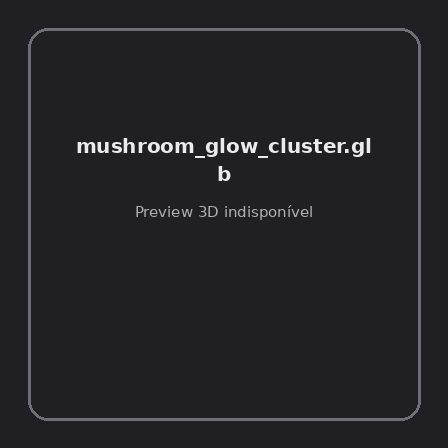 mushroom_glow_cluster.gl
b
Preview 3D indisponível